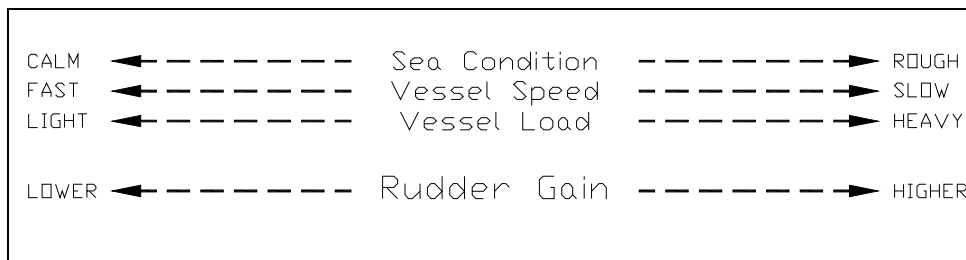 CALM Sea Condition ROUGH
FAST Vessel Speed SLOW
LIGHT Vessel Load HEAVY
LOWER Rudder Gain HIGHER